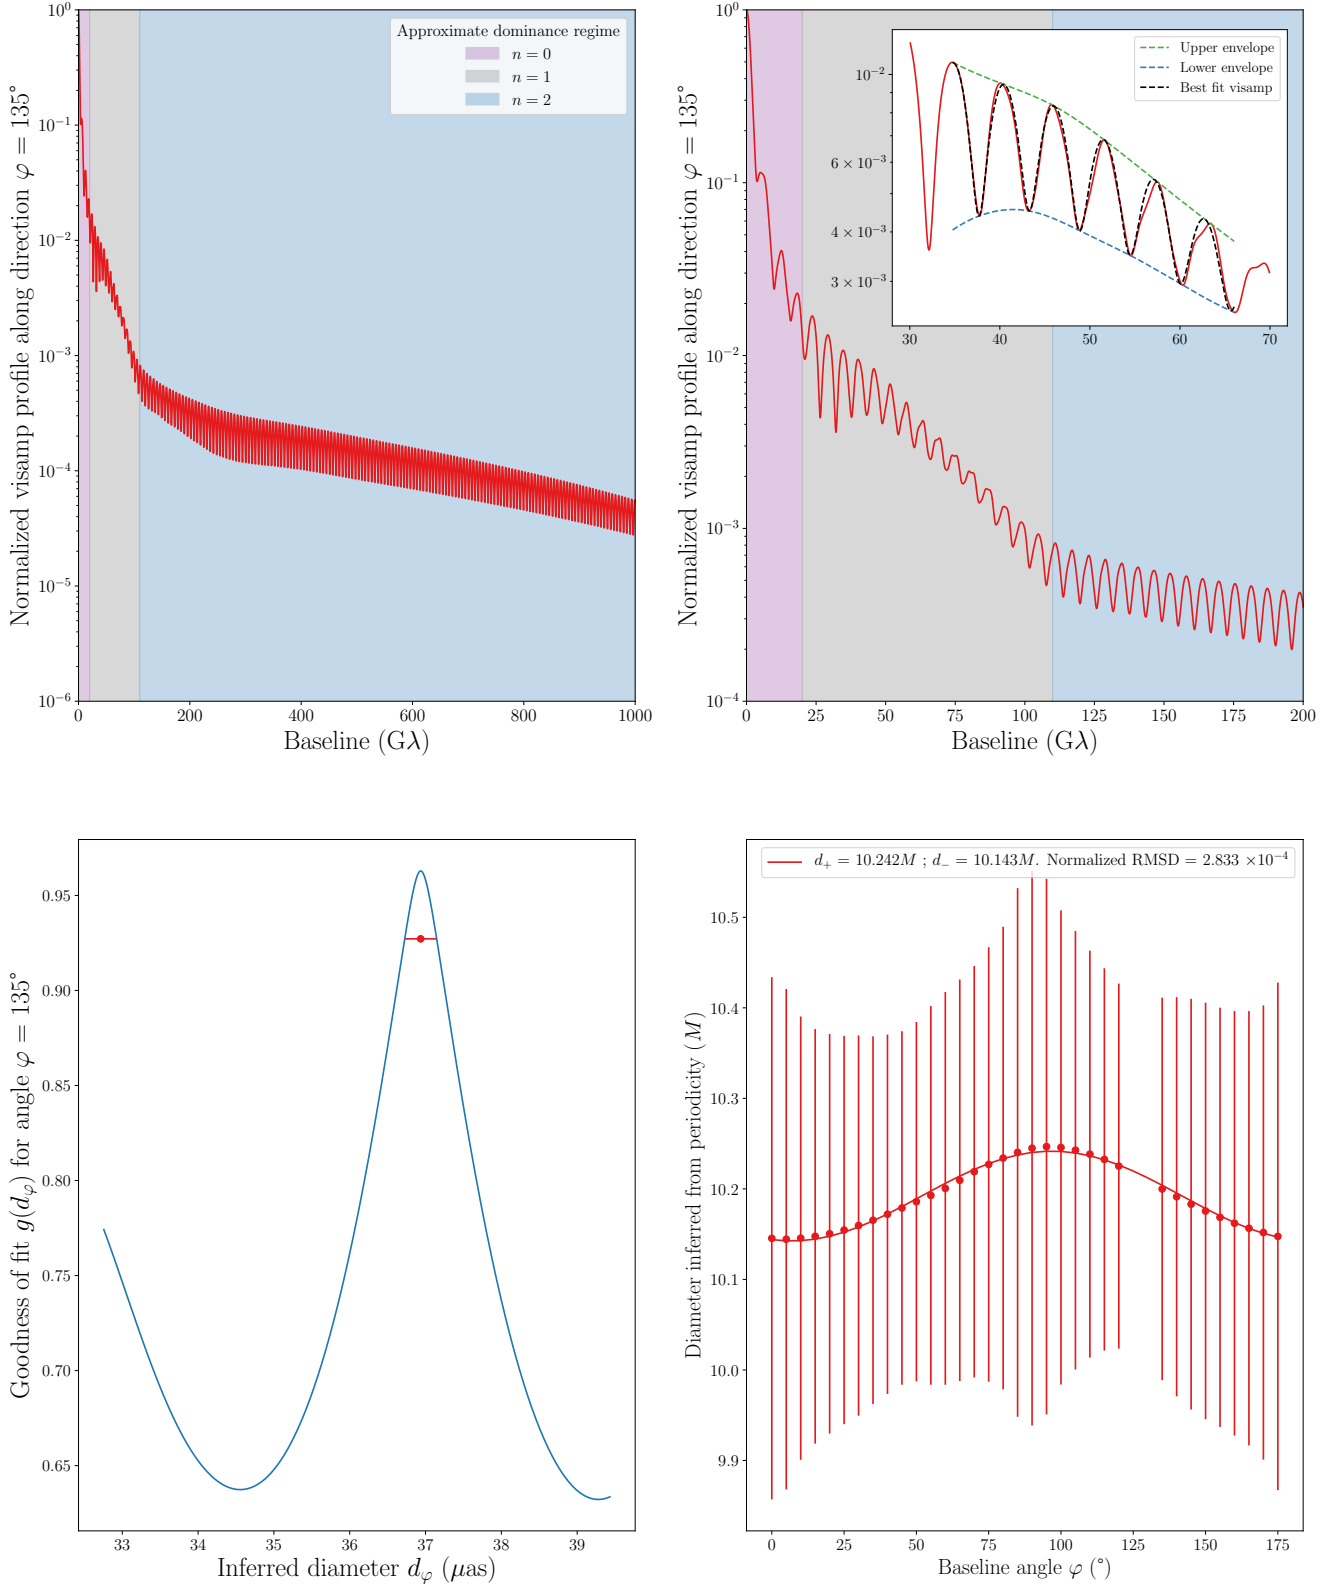 Normalized visamp profile along direction φ = 135°
10⁰
10⁻¹
10⁻²
10⁻³
10⁻⁴
10⁻⁵
10⁻⁶
Approximate dominance regime
n = 0
n = 1
n = 2
0 200 400 600 800 1000
Baseline (Gλ)
Normalized visamp profile along direction φ = 135°
10⁰
10⁻¹
10⁻²
10⁻³
10⁻⁴
10⁻²
6 × 10⁻³
4 × 10⁻³
3 × 10⁻³
Upper envelope
Lower envelope
Best fit visamp
30 40 50 60 70
0 25 50 75 100 125 150 175 200
Baseline (Gλ)
Goodness of fit g(d_φ) for angle φ = 135°
0.95
0.90
0.85
0.80
0.75
0.70
0.65
33 34 35 36 37 38 39
Inferred diameter d_φ (μas)
Diameter inferred from periodicity (M)
d₊ = 10.242M ; d₋ = 10.143M. Normalized RMSD = 2.833 ×10⁻⁴
10.5
10.4
10.3
10.2
10.1
10.0
9.9
0 25 50 75 100 125 150 175
Baseline angle φ (°)